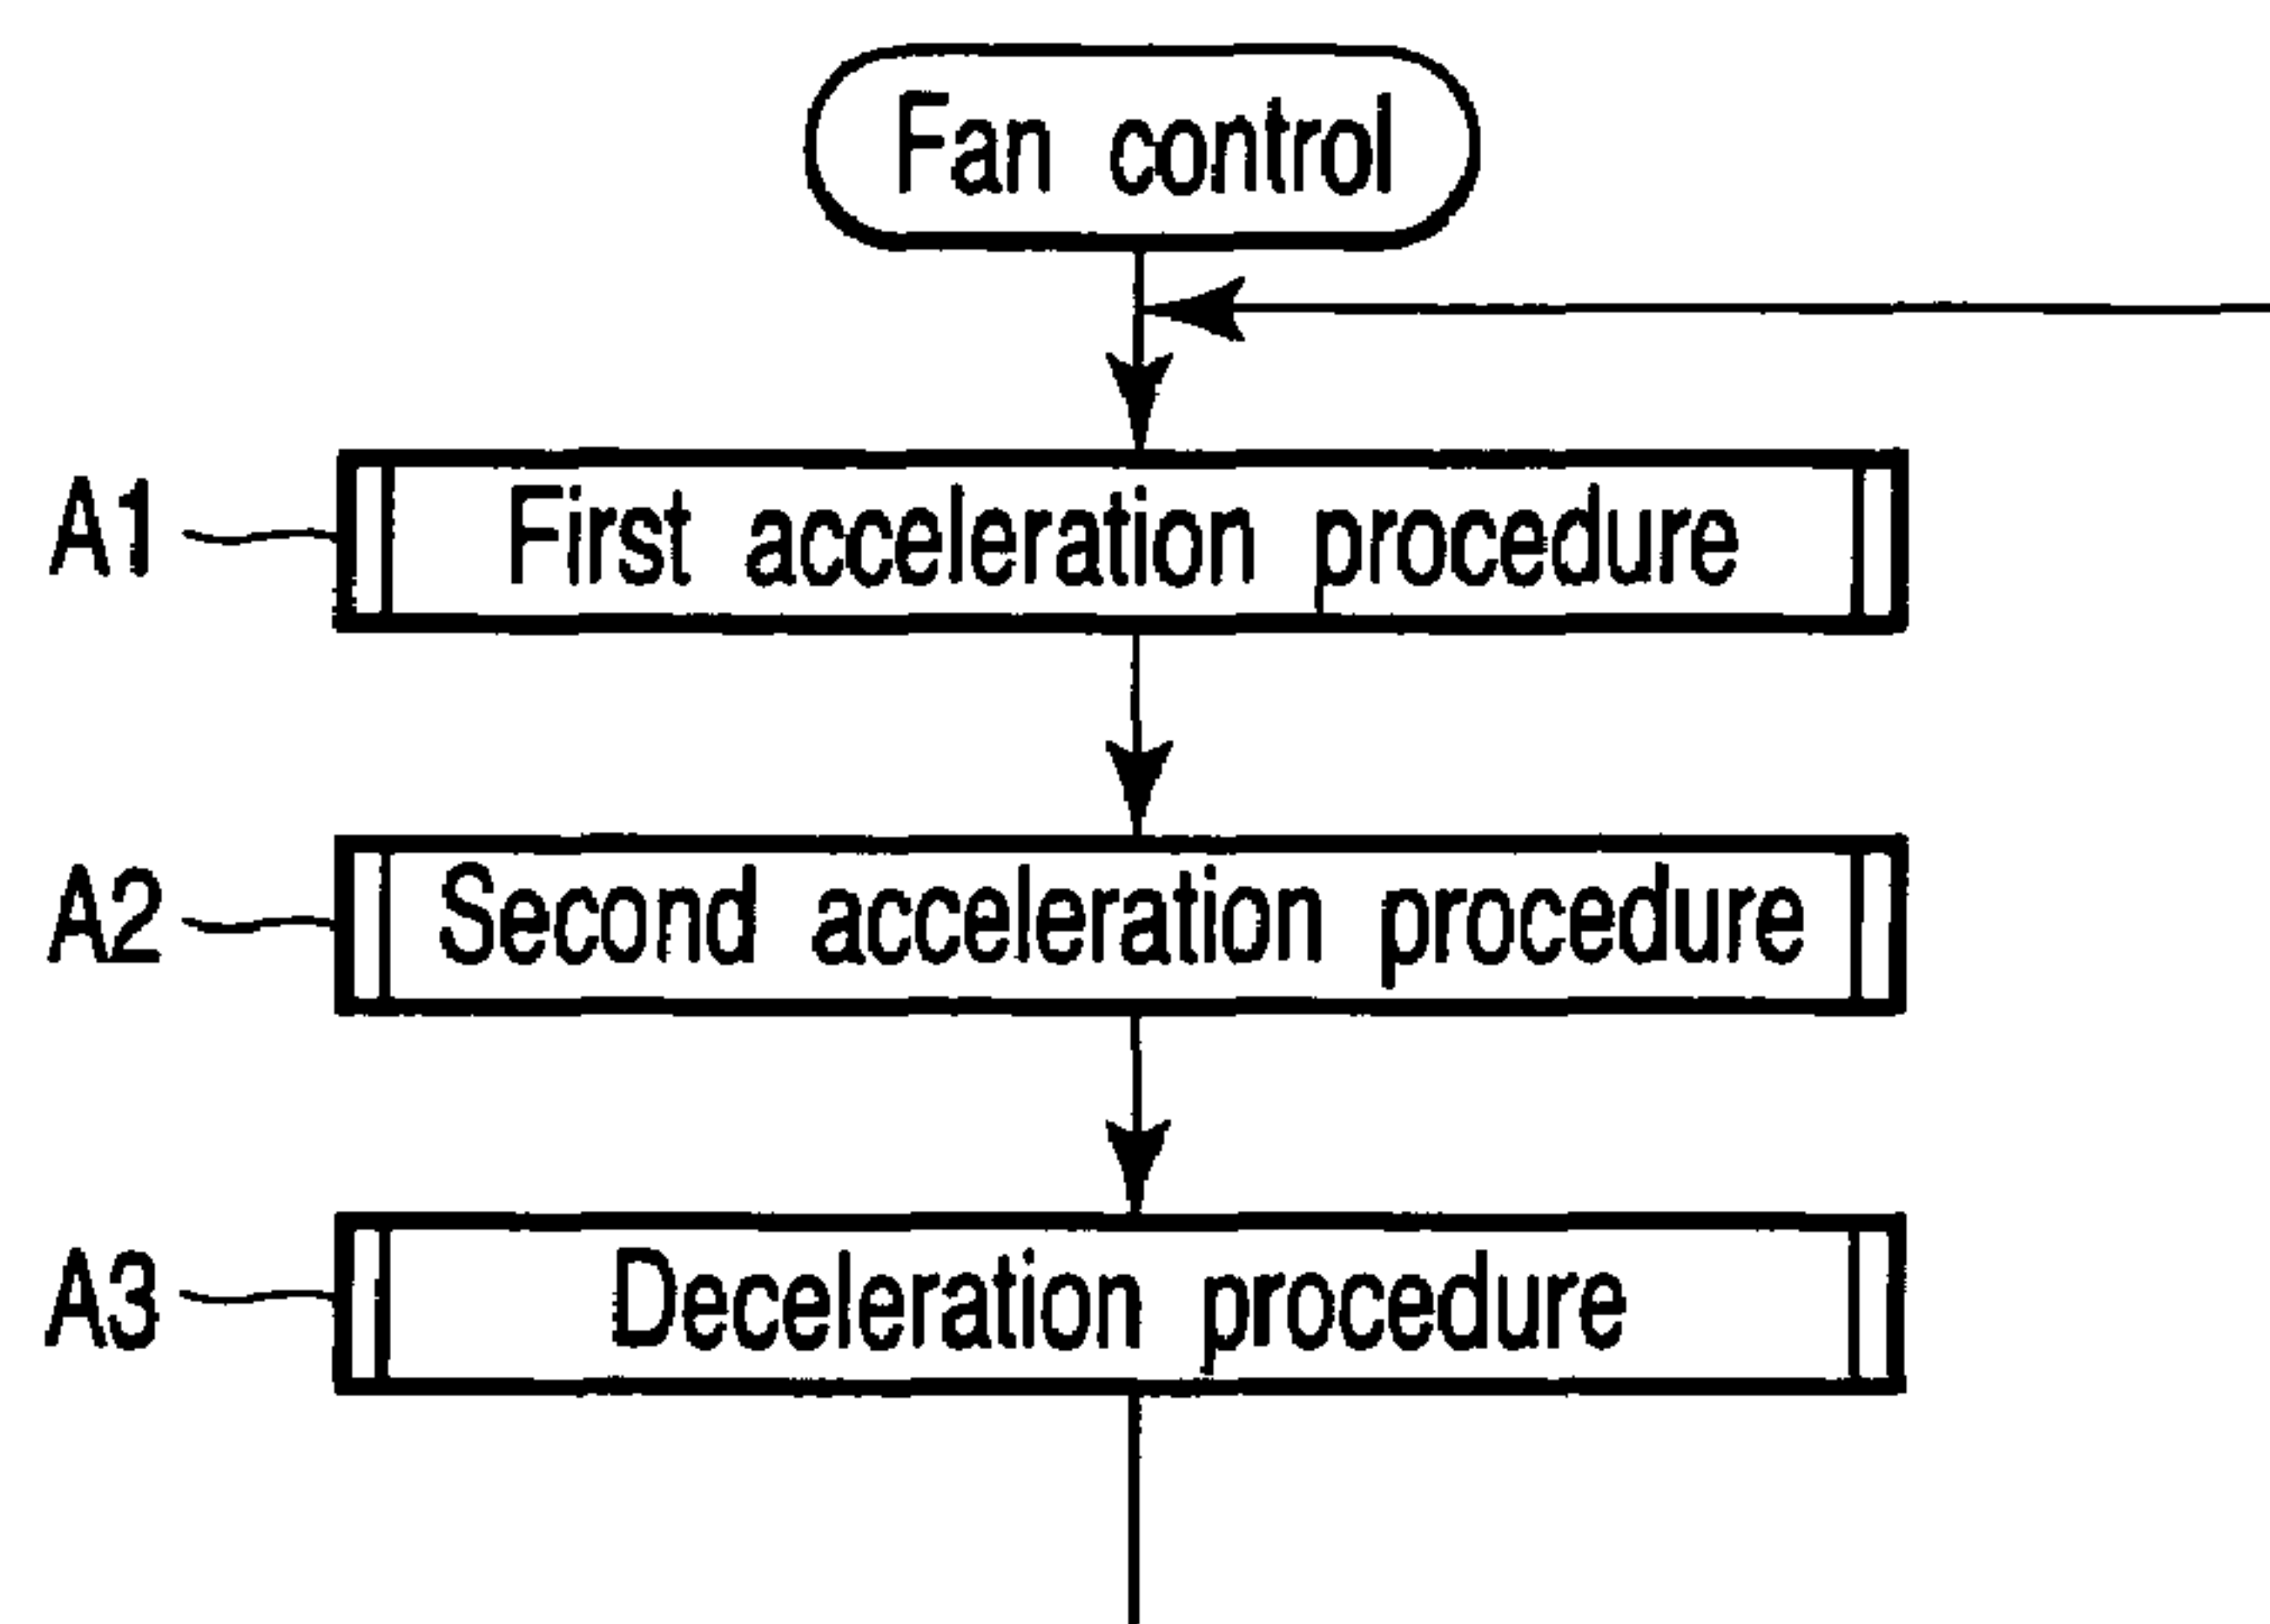 Fan control
A1 First acceleration procedure
A2 Second acceleration procedure
A3 Deceleration procedure